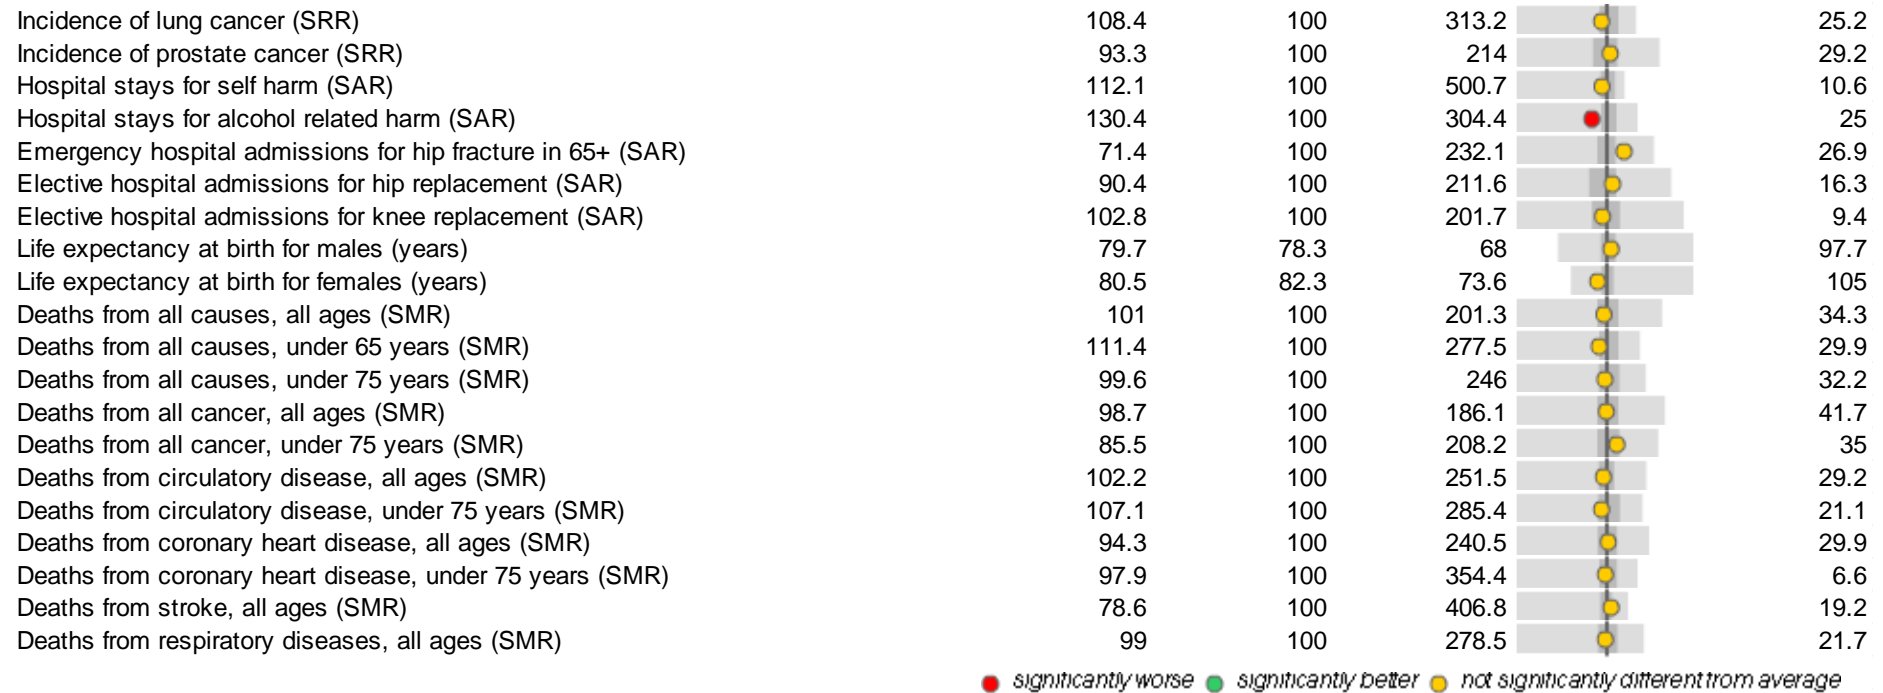 Incidence of lung cancer (SRR) 108.4 100 313.2 25.2
Incidence of prostate cancer (SRR) 93.3 100 214 29.2
Hospital stays for self harm (SAR) 112.1 100 500.7 10.6
Hospital stays for alcohol related harm (SAR) 130.4 100 304.4 25
Emergency hospital admissions for hip fracture in 65+ (SAR) 71.4 100 232.1 26.9
Elective hospital admissions for hip replacement (SAR) 90.4 100 211.6 16.3
Elective hospital admissions for knee replacement (SAR) 102.8 100 201.7 9.4
Life expectancy at birth for males (years) 79.7 78.3 68 97.7
Life expectancy at birth for females (years) 80.5 82.3 73.6 105
Deaths from all causes, all ages (SMR) 101 100 201.3 34.3
Deaths from all causes, under 65 years (SMR) 111.4 100 277.5 29.9
Deaths from all causes, under 75 years (SMR) 99.6 100 246 32.2
Deaths from all cancer, all ages (SMR) 98.7 100 186.1 41.7
Deaths from all cancer, under 75 years (SMR) 85.5 100 208.2 35
Deaths from circulatory disease, all ages (SMR) 102.2 100 251.5 29.2
Deaths from circulatory disease, under 75 years (SMR) 107.1 100 285.4 21.1
Deaths from coronary heart disease, all ages (SMR) 94.3 100 240.5 29.9
Deaths from coronary heart disease, under 75 years (SMR) 97.9 100 354.4 6.6
Deaths from stroke, all ages (SMR) 78.6 100 406.8 19.2
Deaths from respiratory diseases, all ages (SMR) 99 100 278.5 21.7
significantly worse significantly better not significantly different from average